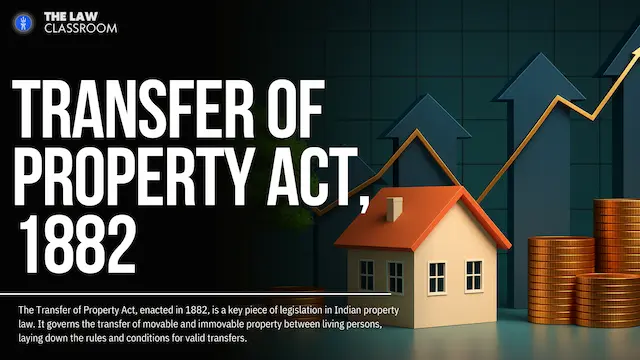 THE LAW
CLASSROOM
TRANSFER OF
PROPERTY ACT,
1882
The Transfer of Property Act, enacted in 1882, is a key piece of legislation in Indian property
law. It governs the transfer of movable and immovable property between living persons,
laying down the rules and conditions for valid transfers.